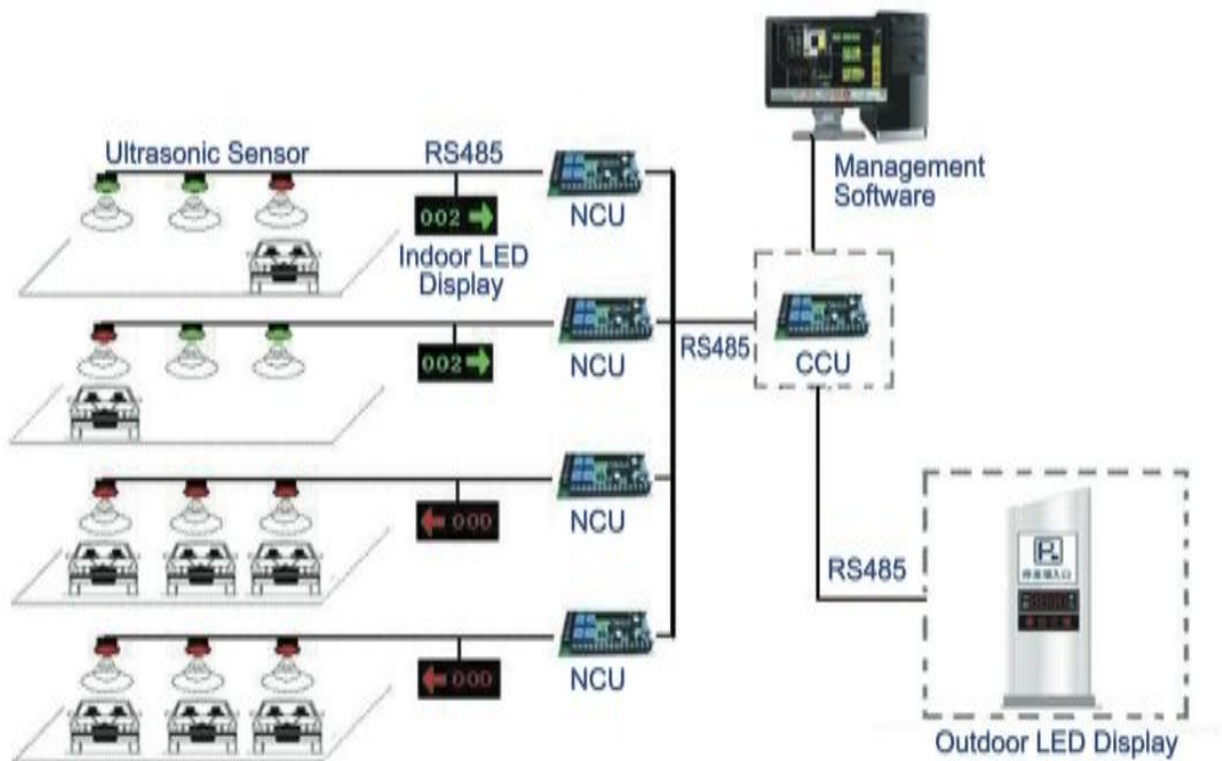 Ultrasonic Sensor
RS485
NCU
Management
Software
002
Indoor LED
Display
NCU
RS485
CCU
002
NCU
000
RS485
NCU
000
P
Outdoor LED Display